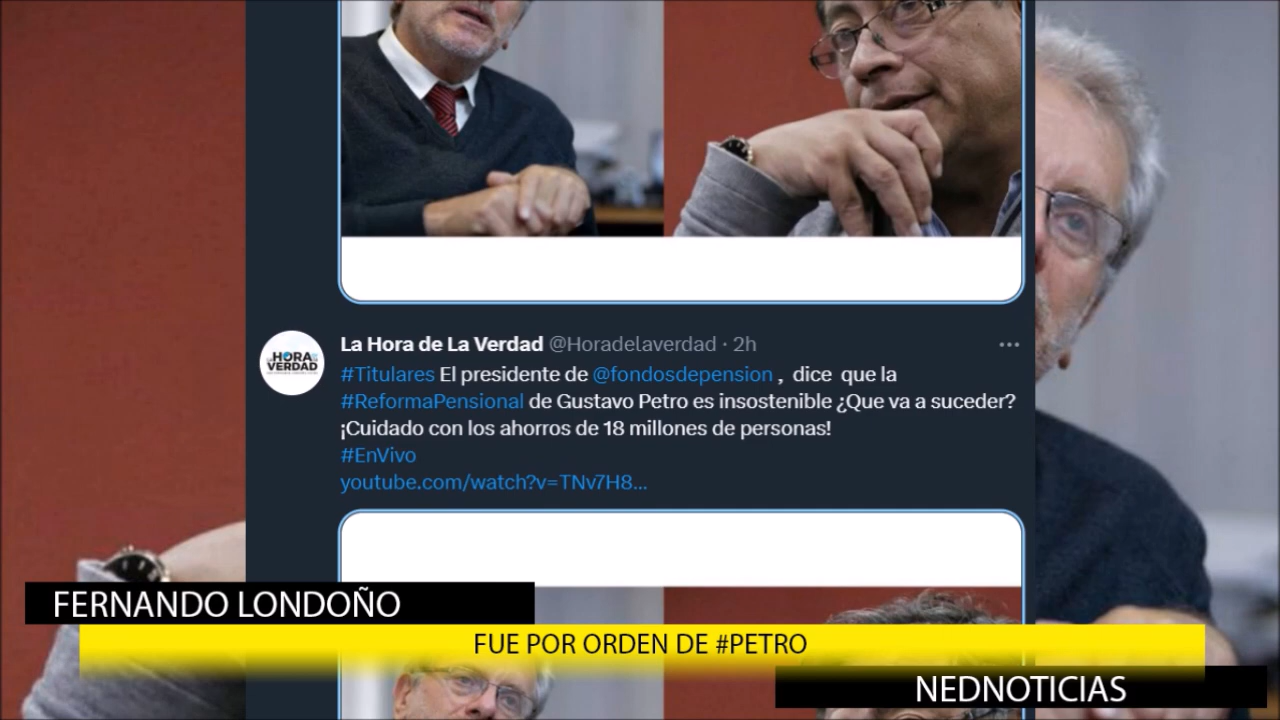 La Hora de La Verdad @Horadelaverdad · 2h
HORA
VERDAD
#Titulares El presidente de @fondosdepension , dice que la
#ReformaPensional de Gustavo Petro es insostenible ¿Que va a suceder?
¡Cuidado con los ahorros de 18 millones de personas!
#EnVivo
youtube.com/watch?v=TNv7H8...
FERNANDO LONDOÑO
FUE POR ORDEN DE #PETRO
NEDNOTICIAS